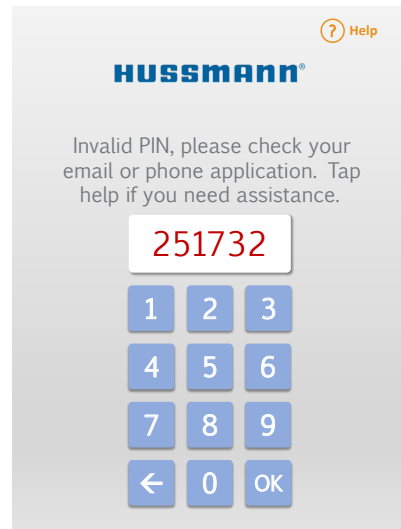 ? Help
HUSSMANN®
Invalid PIN, please check your
email or phone application. Tap
help if you need assistance.
251732
1 2 3
4 5 6
7 8 9
← 0 OK